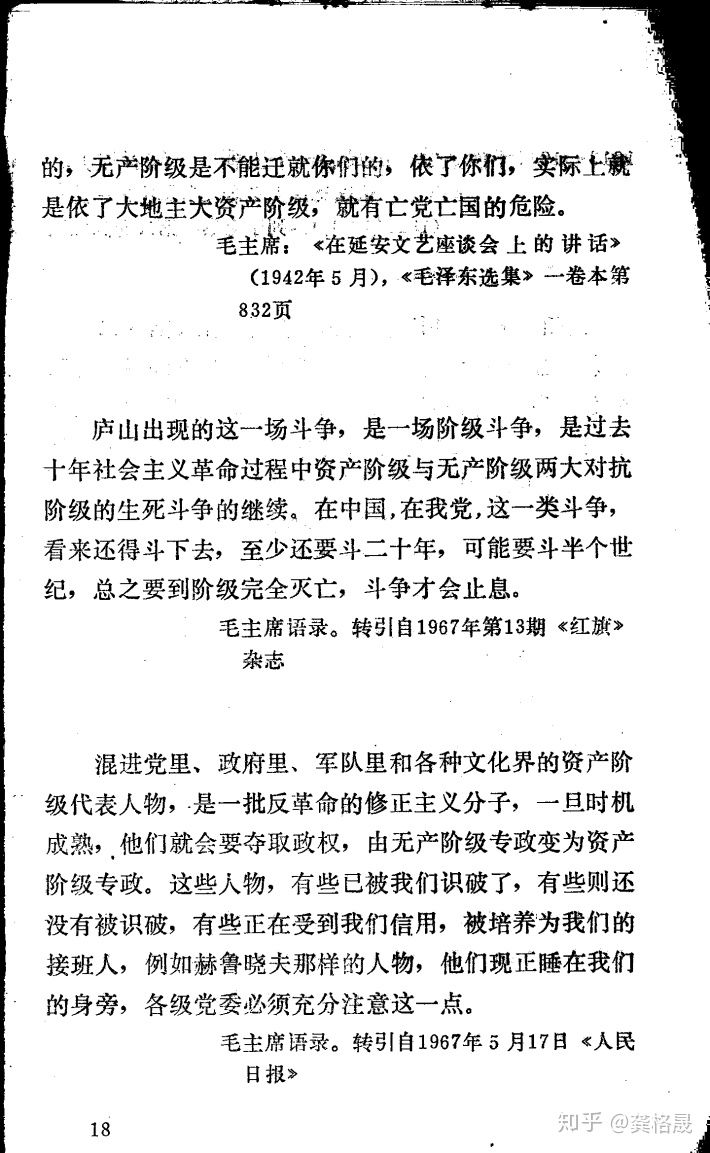 的，无产阶级是不能迁就你们的，依了你们，实际上就
是依了大地主大资产阶级，就有亡党亡国的危险。
毛主席：《在延安文艺座谈会上的讲话》
（1942年5月），《毛泽东选集》一卷本第
832页
庐山出现的这一场斗争，是一场阶级斗争，是过去
十年社会主义革命过程中资产阶级与无产阶级两大对抗
阶级的生死斗争的继续。在中国，在我党，这一类斗争，
看来还得斗下去，至少还要斗二十年，可能要斗半个世
纪，总之要到阶级完全灭亡，斗争才会止息。
毛主席语录。转引自1967年第13期《红旗》
杂志
混进党里、政府里、军队里和各种文化界的资产阶
级代表人物，是一批反革命的修正主义分子，一旦时机
成熟，他们就会要夺取政权，由无产阶级专政变为资产
阶级专政。这些人物，有些已被我们识破了，有些则还
没有被识破，有些正在受到我们信用，被培养为我们的
接班人，例如赫鲁晓夫那样的人物，他们现正睡在我们
的身旁，各级党委必须充分注意这一点。
毛主席语录。转引自1967年5月17日《人民
日报》
18
知乎 @龚格晟